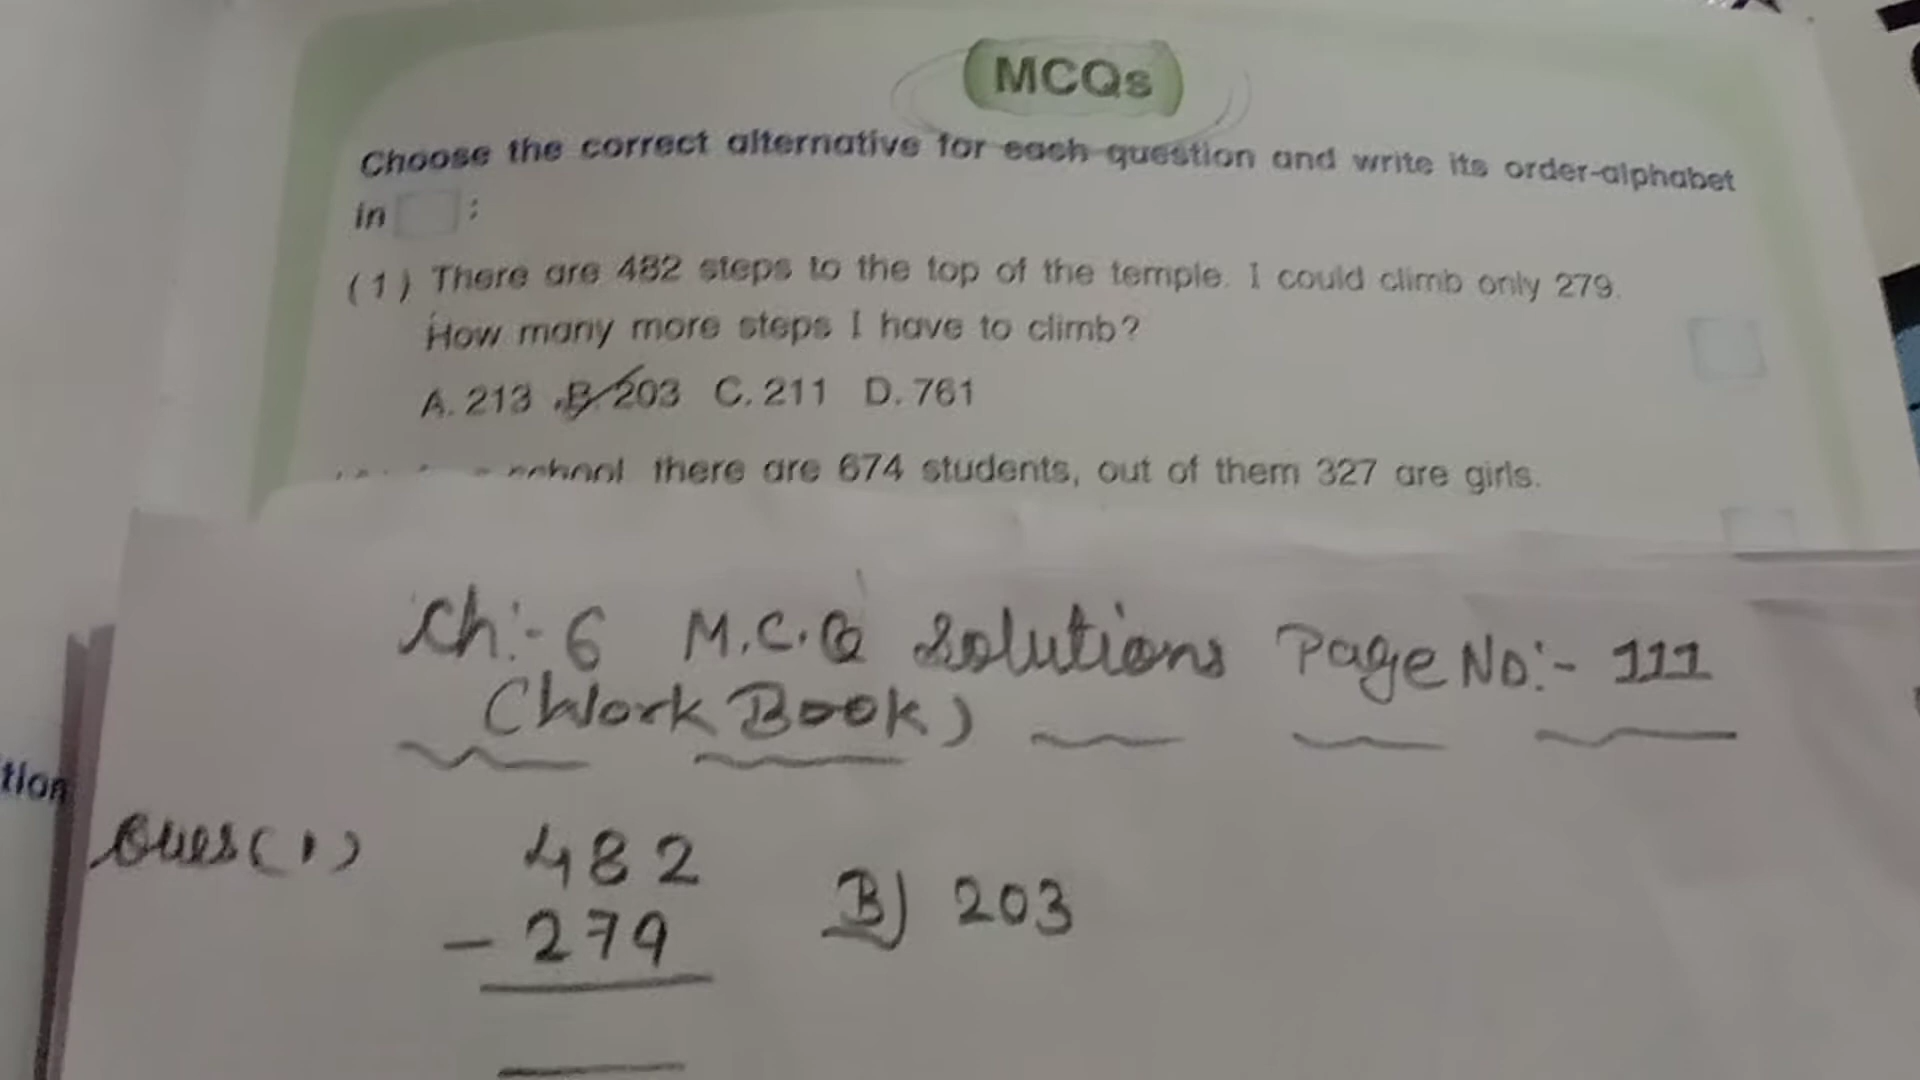 MCQs
Choose the correct alternative for each question and write its order-alphabet
in :
(1) There are 482 steps to the top of the temple. I could climb only 279.
How many more steps I have to climb?
A. 213 B. 203 C. 211 D. 761
school there are 674 students, out of them 327 are girls.
Ch:- 6 M.C.Q Solutions Page No:- 111
(Work Book)
tion
Ques(1)
482
- 279
B) 203